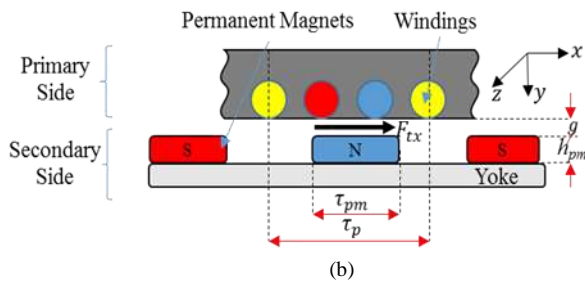 Permanent Magnets Windings
Primary
Side
x
z y
F_tx
g
Secondary
Side
S N S
h_pm
Yoke
τ_pm
τ_p
(b)